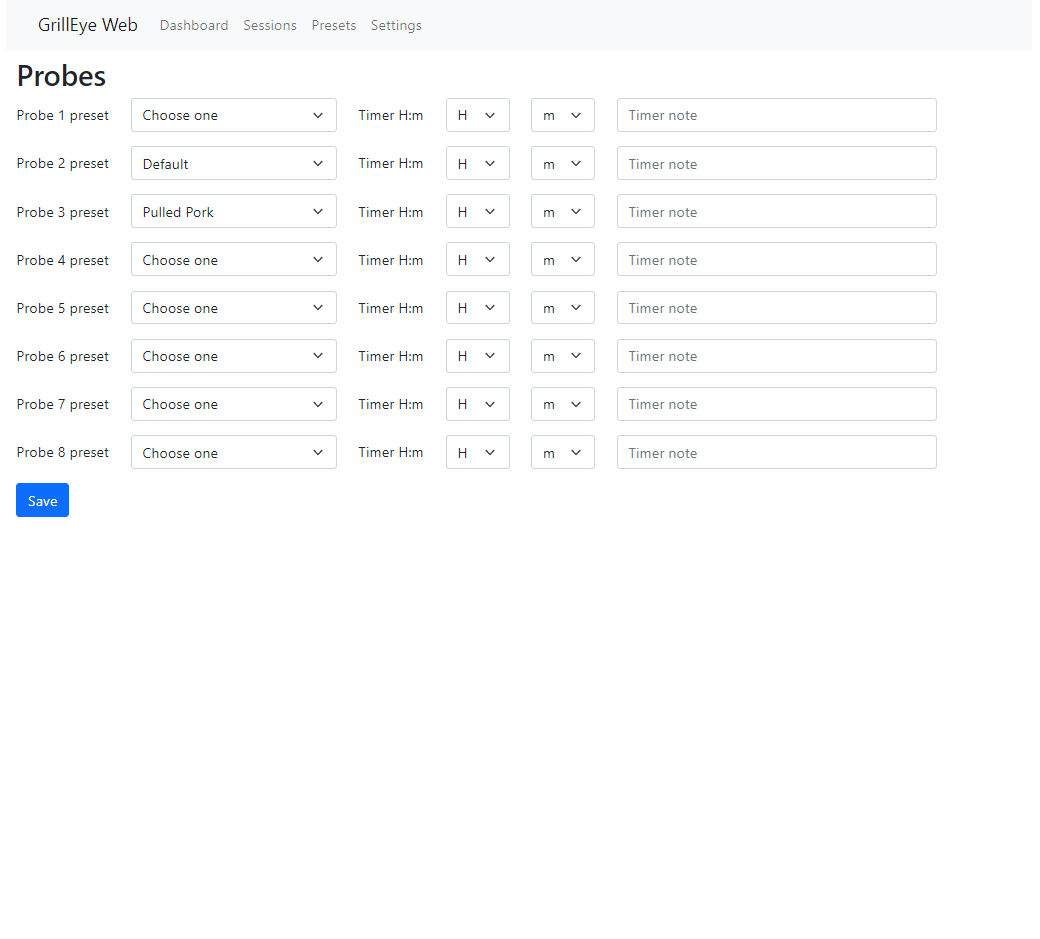 GrillEye Web Dashboard Sessions Presets Settings
Probes
Probe 1 preset Choose one Timer H:m H m Timer note
Probe 2 preset Default Timer H:m H m Timer note
Probe 3 preset Pulled Pork Timer H:m H m Timer note
Probe 4 preset Choose one Timer H:m H m Timer note
Probe 5 preset Choose one Timer H:m H m Timer note
Probe 6 preset Choose one Timer H:m H m Timer note
Probe 7 preset Choose one Timer H:m H m Timer note
Probe 8 preset Choose one Timer H:m H m Timer note
Save